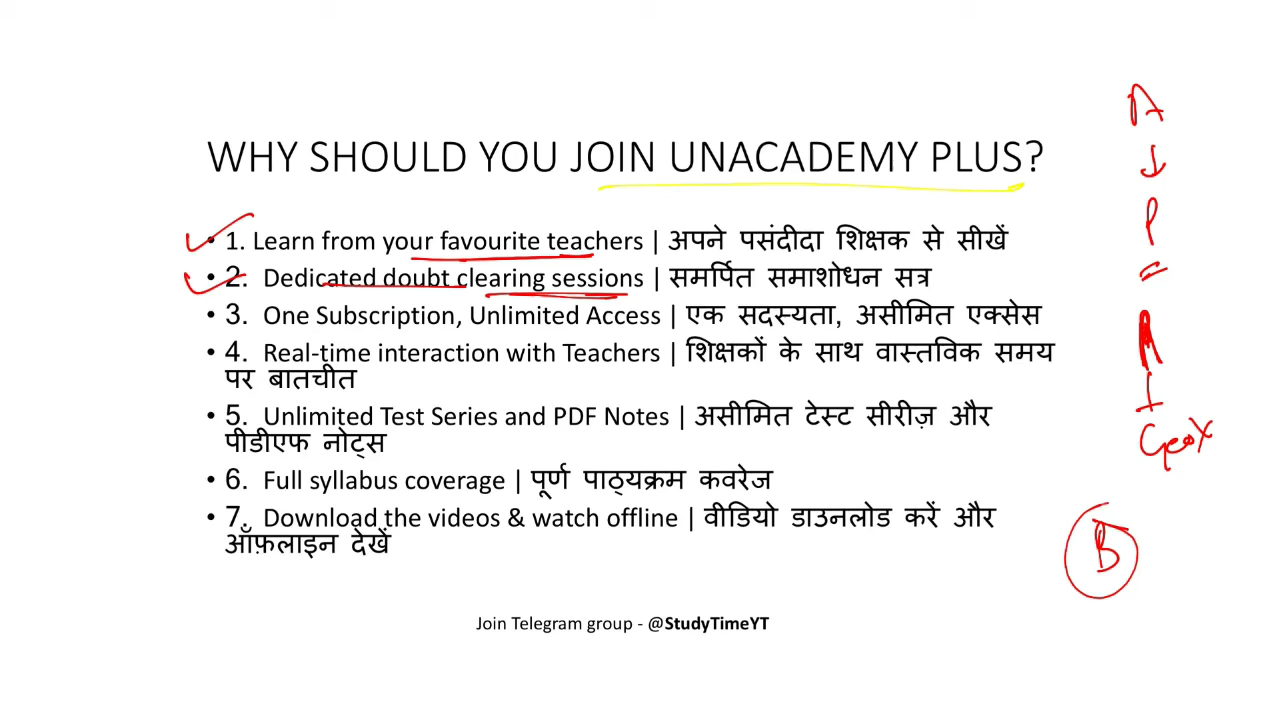 WHY SHOULD YOU JOIN UNACADEMY PLUS?
• 1. Learn from your favourite teachers | अपने पसंदीदा शिक्षक से सीखें
• 2. Dedicated doubt clearing sessions | समर्पित समाशोधन सत्र
• 3. One Subscription, Unlimited Access | एक सदस्यता, असीमित एक्सेस
• 4. Real-time interaction with Teachers | शिक्षकों के साथ वास्तविक समय
पर बातचीत
• 5. Unlimited Test Series and PDF Notes | असीमित टेस्ट सीरीज़ और
पीडीएफ नोट्स
• 6. Full syllabus coverage | पूर्ण पाठ्यक्रम कवरेज
• 7. Download the videos & watch offline | वीडियो डाउनलोड करें और
ऑफ़लाइन देखें
P
B
Join Telegram group - @StudyTimeYT